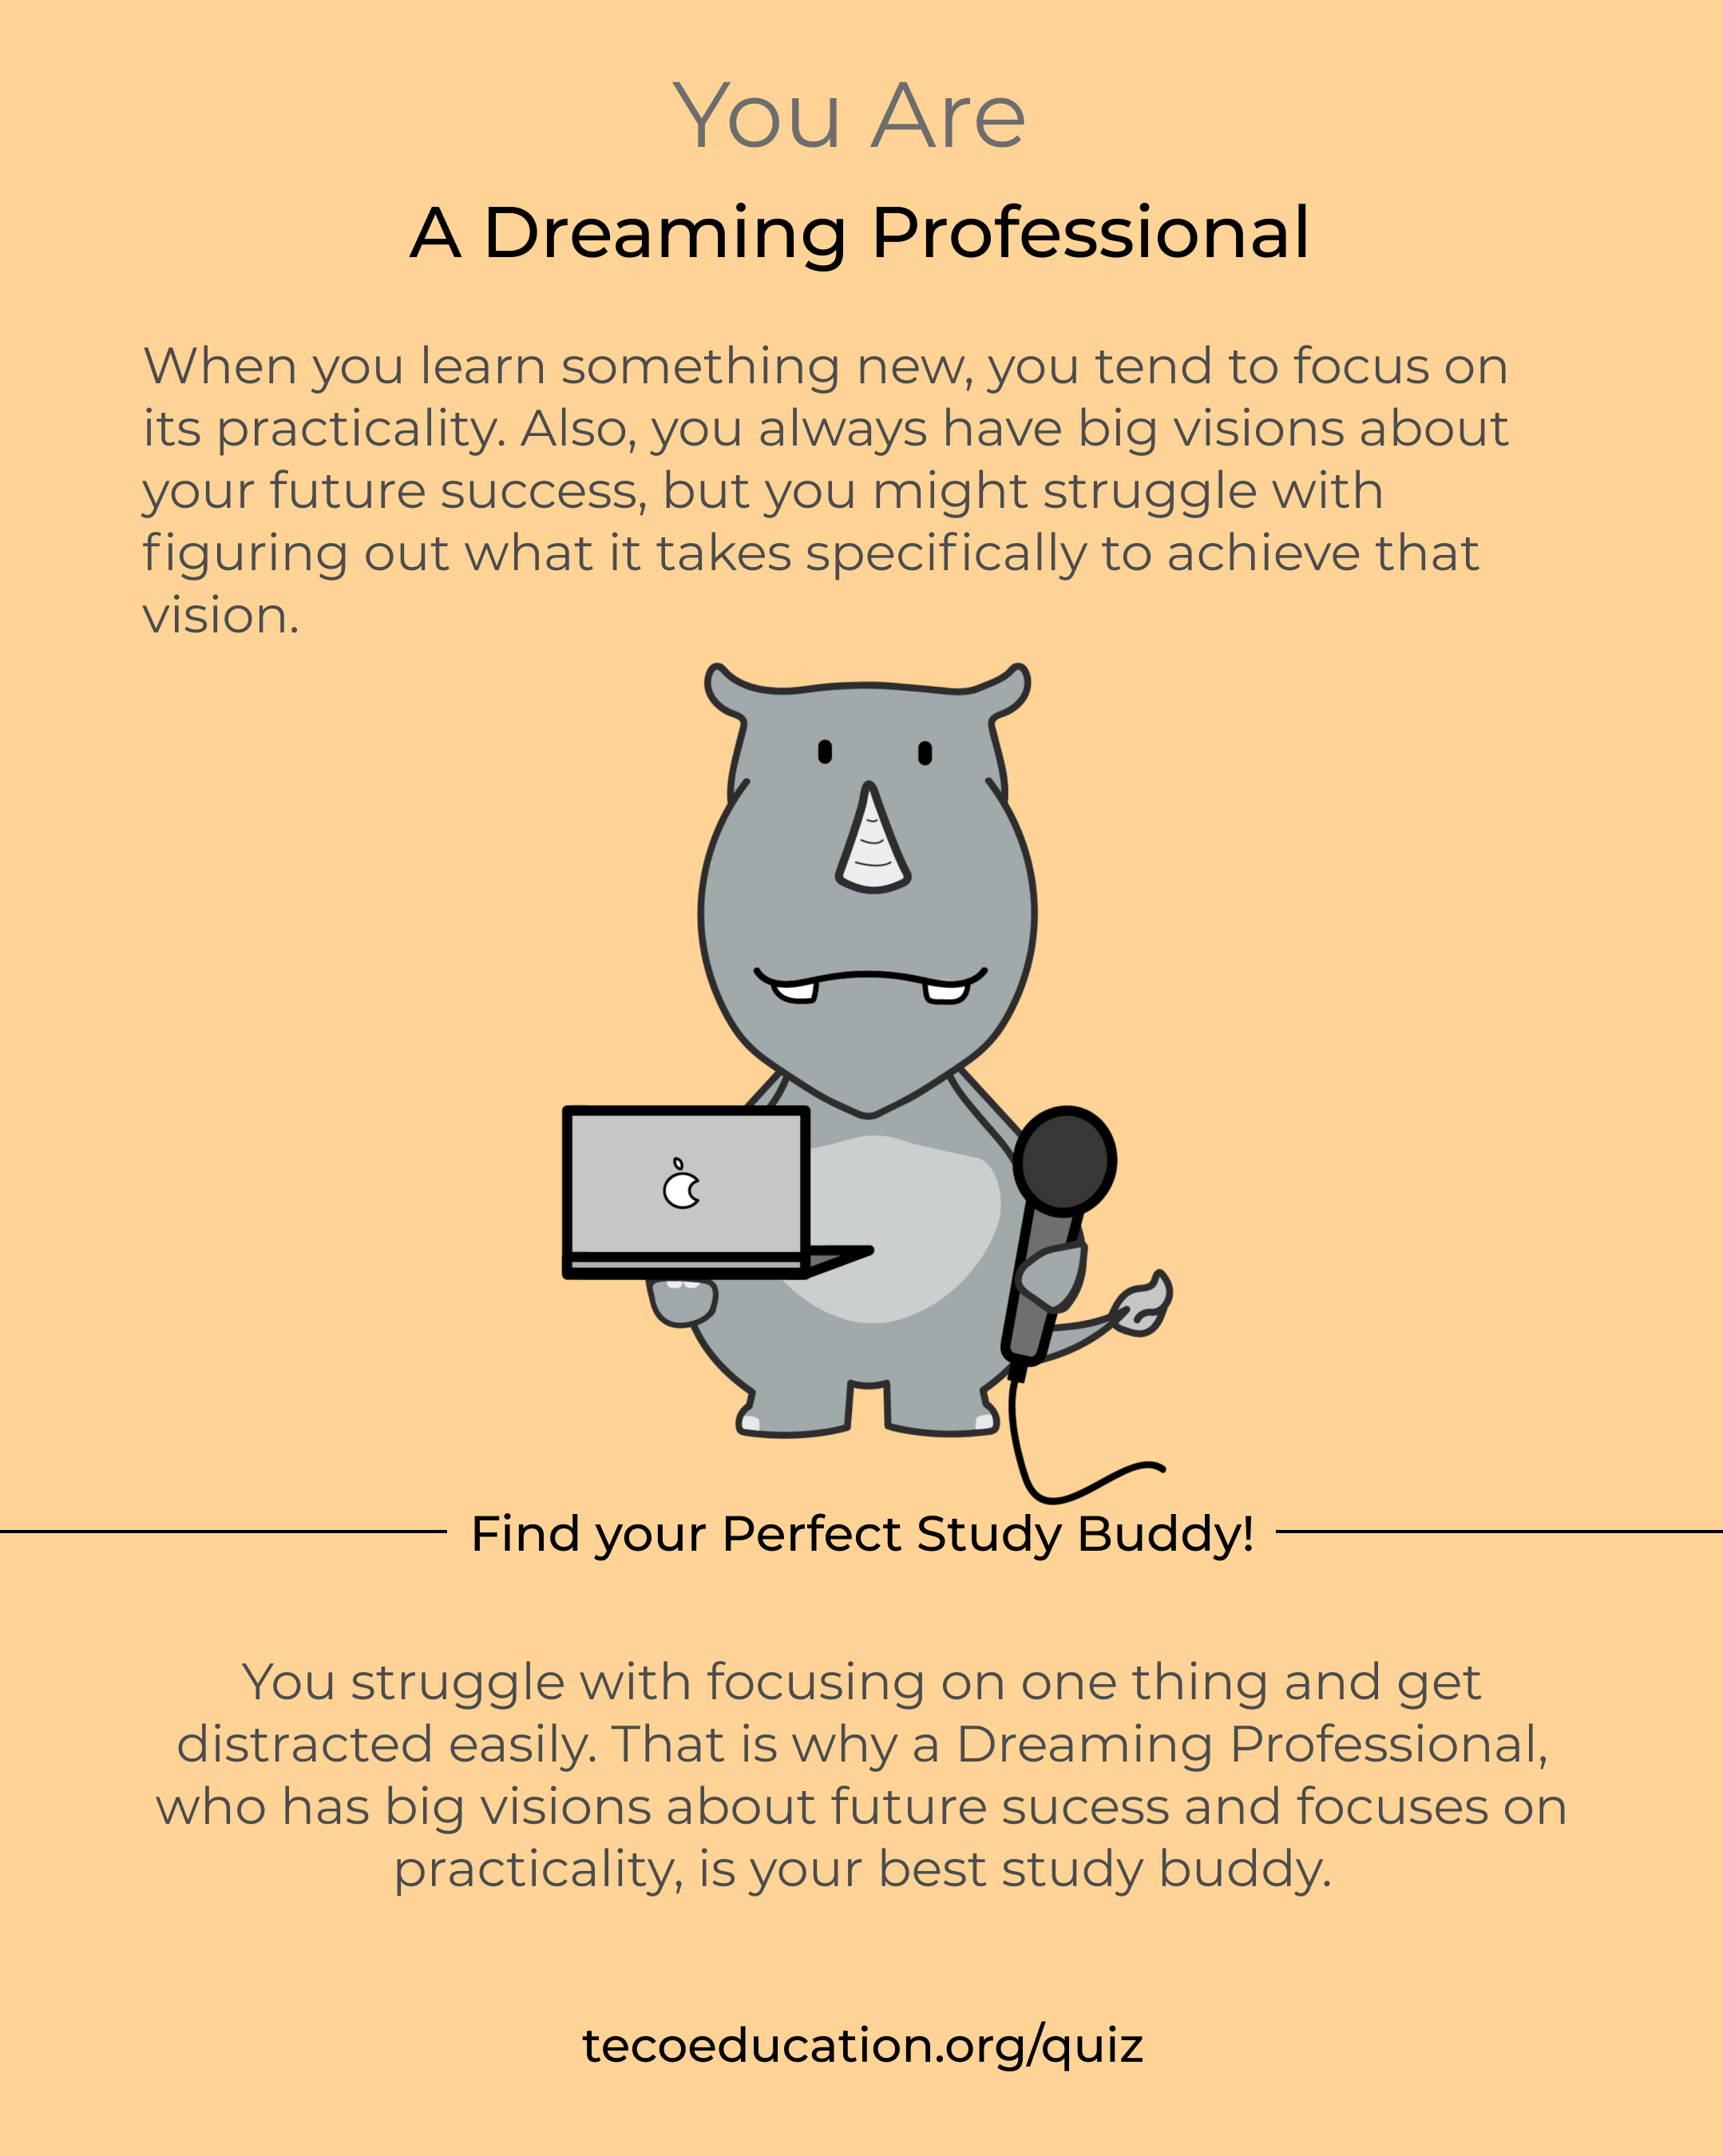 You Are
A Dreaming Professional
When you learn something new, you tend to focus on
its practicality. Also, you always have big visions about
your future success, but you might struggle with
figuring out what it takes specifically to achieve that
vision.
Find your Perfect Study Buddy!
You struggle with focusing on one thing and get
distracted easily. That is why a Dreaming Professional,
who has big visions about future sucess and focuses on
practicality, is your best study buddy.
tecoeducation.org/quiz